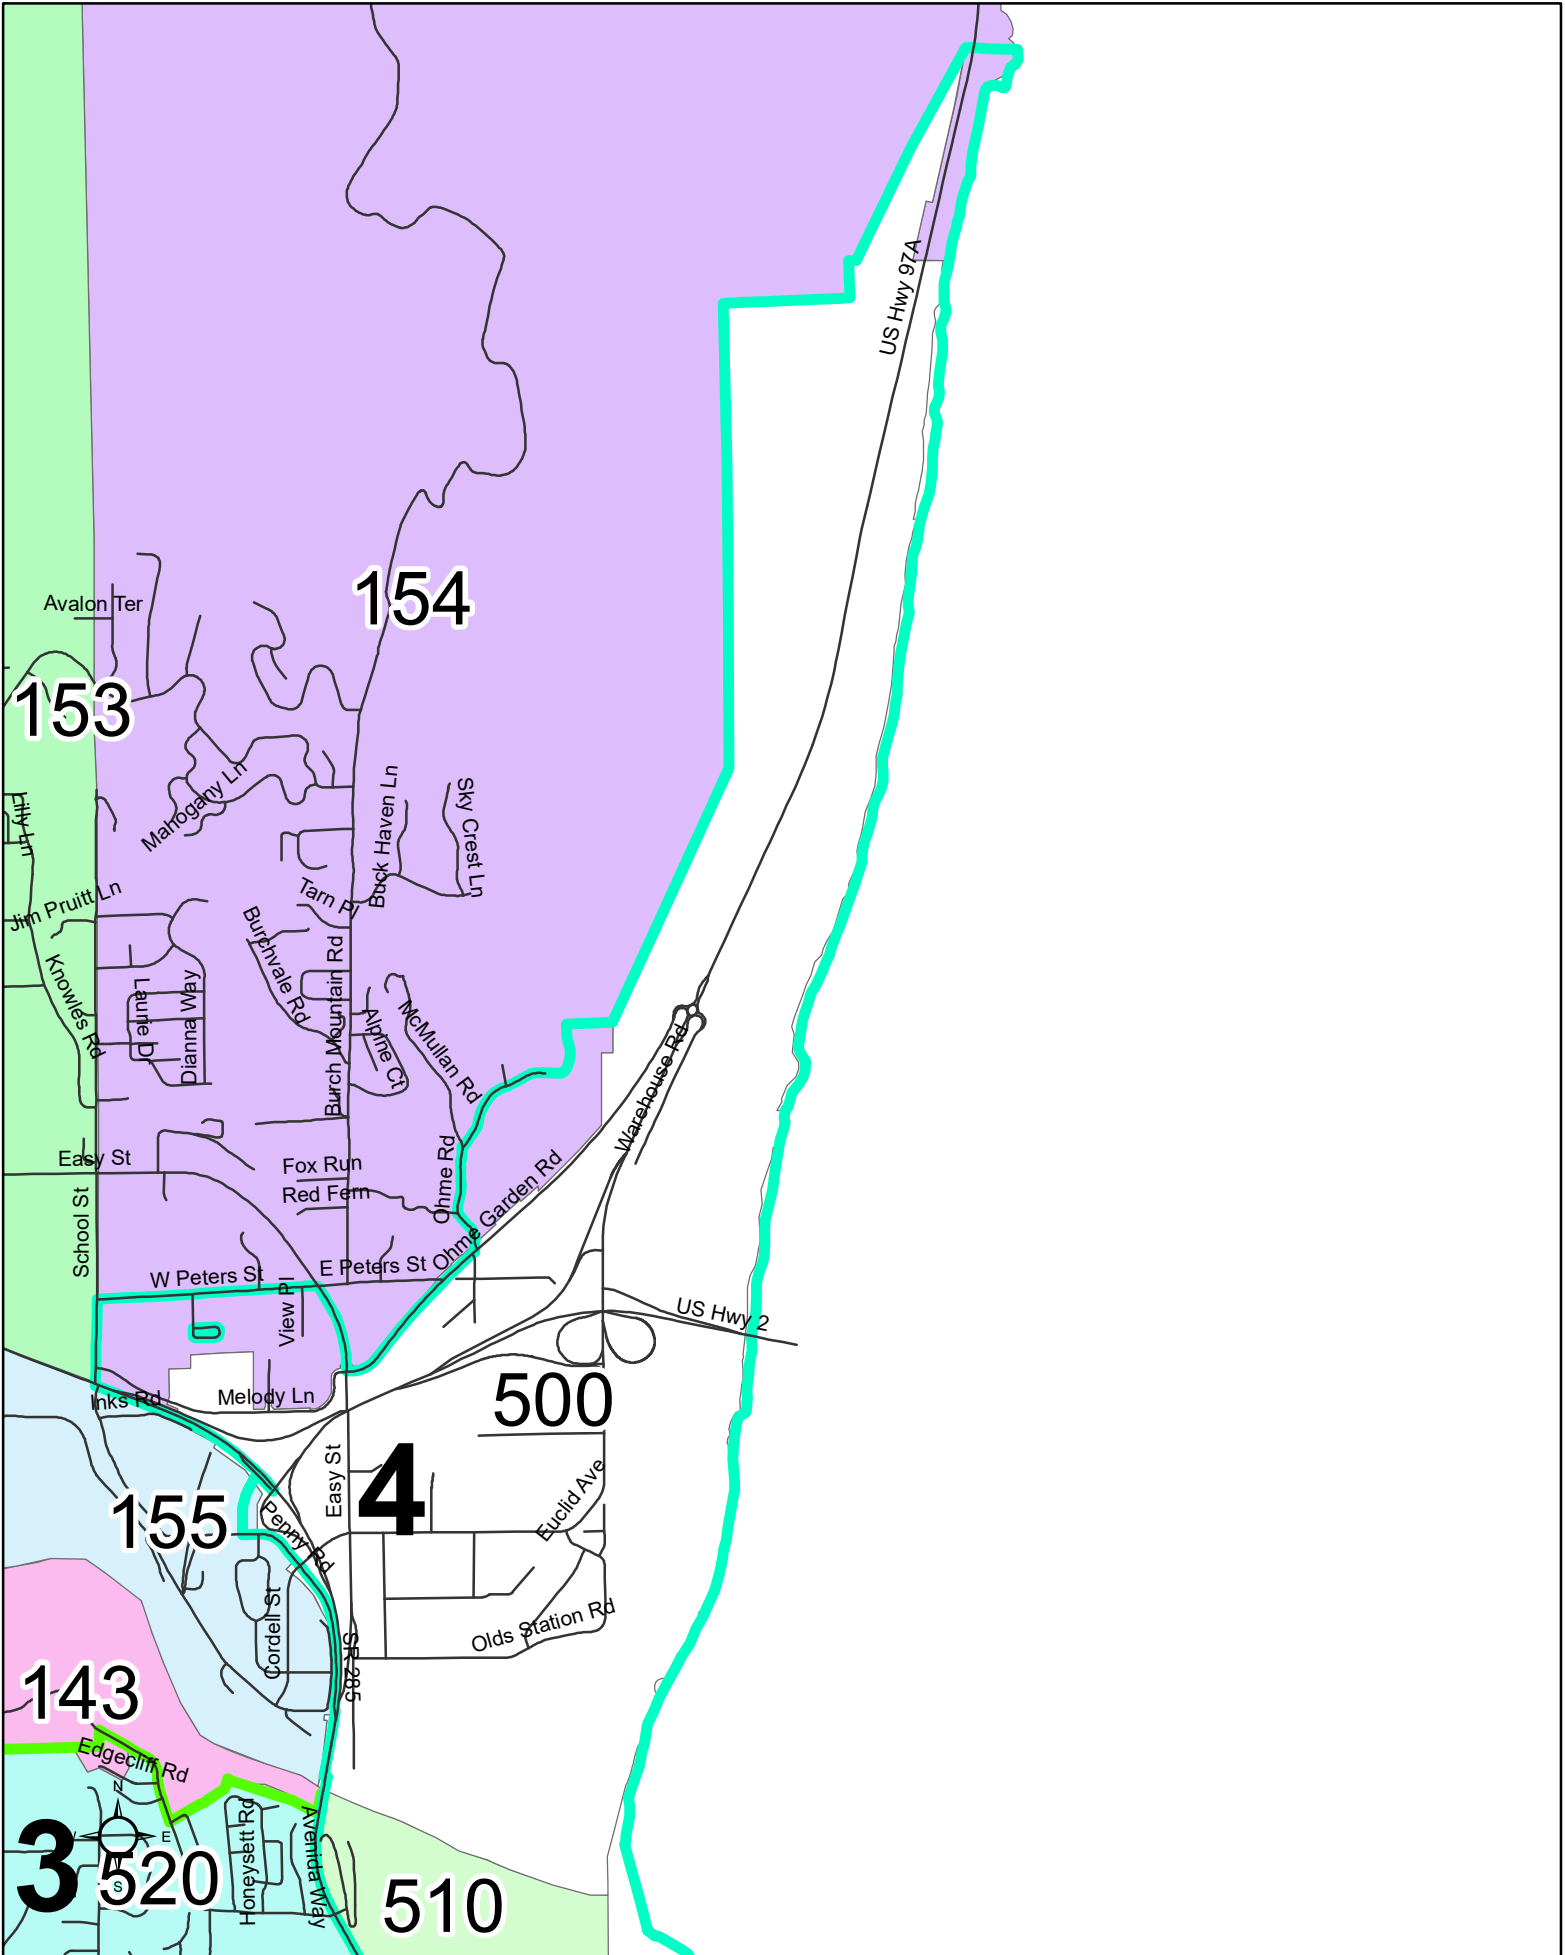 US Hwy 97A
154
Avalon Ter
153
Mahogany Ln
Buck Haven Ln
Sky Crest Ln
Lilly Ln
Jim Pruitt Ln
Tarn Pl
Burchvale Rd
Burch Mountain Rd
Knowles Rd
Laurie Dr
Dianna Way
Alpine Ct
McMullan Rd
Warehouse Rd
Easy St
Fox Run
Red Fern
Ohme Rd
Ohme Garden Rd
School St
W Peters St
E Peters St
View Pl
US Hwy 2
Inks Rd
Melody Ln
500
Easy St
4
Euclid Ave
155
Penny Rd
Cordell St
Olds Station Rd
SR 285
143
Edgecliff Rd
N
E
S
3
520
Honeysett Rd
Avenida Way
510